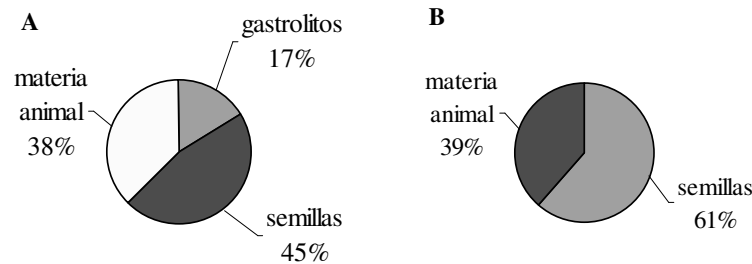 A
gastrolitos
17%
materia
animal
38%
semillas
45%
B
materia
animal
39%
semillas
61%